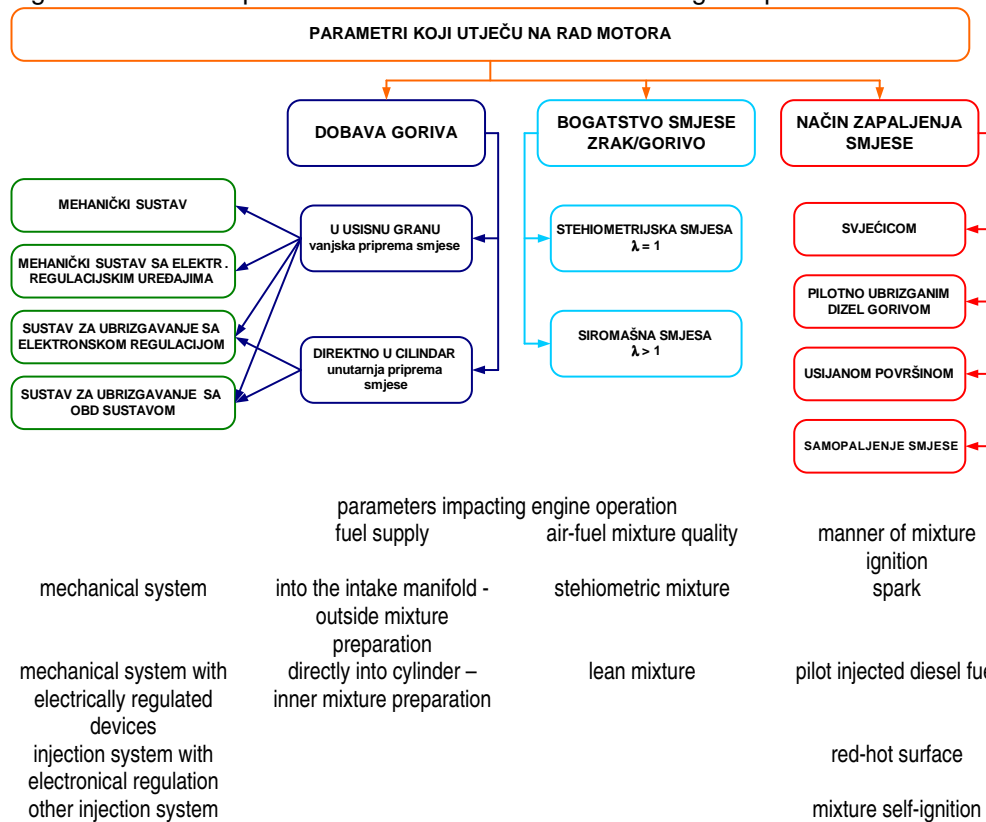 PARAMETRI KOJI UTJEČU NA RAD MOTORA
DOBAVA GORIVA
BOGATSTVO SMJESE
ZRAK/GORIVO
NAČIN ZAPALJENJA
SMJESE
MEHANIČKI SUSTAV
MEHANIČKI SUSTAV SA ELEKTR.
REGULACIJSKIM UREĐAJIMA
SUSTAV ZA UBRIZGAVANJE SA
ELEKTRONSKOM REGULACIJOM
SUSTAV ZA UBRIZGAVANJE SA
OBD SUSTAVOM
U USISNU GRANU
vanjska priprema smjese
DIREKTNO U CILINDAR
unutarnja priprema
smjese
STEHIOMETRIJSKA SMJESA
λ = 1
SIROMAŠNA SMJESA
λ > 1
SVJEĆICOM
PILOTNO UBRIZGANIM
DIZEL GORIVOM
USIJANOM POVRŠINOM
SAMOPALJENJE SMJESE
parameters impacting engine operation
fuel supply
air-fuel mixture quality
manner of mixture
ignition
mechanical system
into the intake manifold -
outside mixture
preparation
stehiometric mixture
spark
mechanical system with
electrically regulated
devices
directly into cylinder –
inner mixture preparation
lean mixture
pilot injected diesel fue
injection system with
electronical regulation
red-hot surface
other injection system
mixture self-ignition